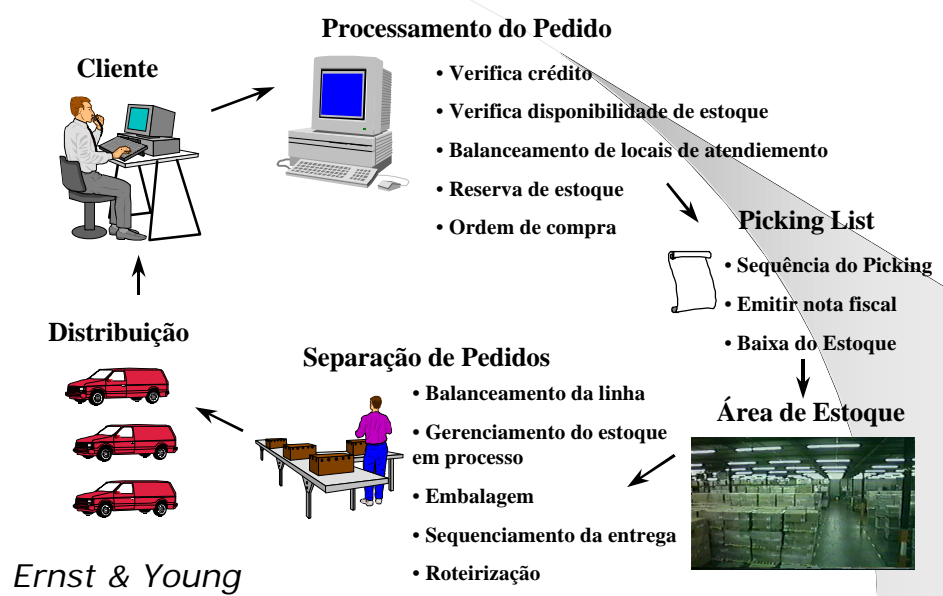 Processamento do Pedido
Cliente
• Verifica crédito
• Verifica disponibilidade de estoque
• Balanceamento de locais de atendiemento
• Reserva de estoque
• Ordem de compra
Picking List
• Sequência do Picking
• Emitir nota fiscal
• Baixa do Estoque
Área de Estoque
Separação de Pedidos
• Balanceamento da linha
• Gerenciamento do estoque
em processo
• Embalagem
• Sequenciamento da entrega
• Roteirização
Distribuição
Ernst & Young